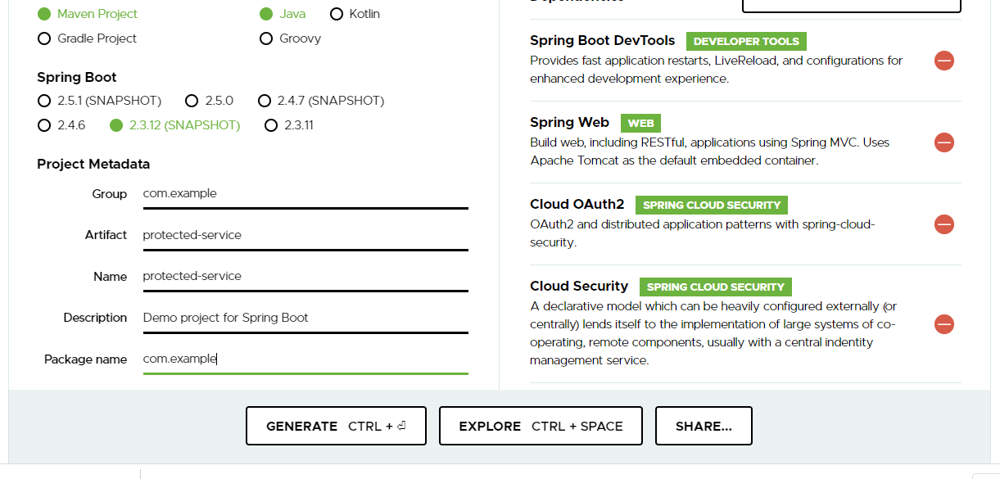 Maven Project
Java
Kotlin
Gradle Project
Groovy
Spring Boot
2.5.1 (SNAPSHOT)
2.5.0
2.4.7 (SNAPSHOT)
2.4.6
2.3.12 (SNAPSHOT)
2.3.11
Project Metadata
Group com.example
Artifact protected-service
Name protected-service
Description Demo project for Spring Boot
Package name com.example
Dependencies
Spring Boot DevTools DEVELOPER TOOLS
Provides fast application restarts, LiveReload, and configurations for
enhanced development experience.
Spring Web WEB
Build web, including RESTful, applications using Spring MVC. Uses
Apache Tomcat as the default embedded container.
Cloud OAuth2 SPRING CLOUD SECURITY
OAuth2 and distributed application patterns with spring-cloud-
security.
Cloud Security SPRING CLOUD SECURITY
A declarative model which can be heavily configured externally (or
centrally) lends itself to the implementation of large systems of co-
operating, remote components, usually with a central indentity
management service.
GENERATE CTRL + ⏎
EXPLORE CTRL + SPACE
SHARE...